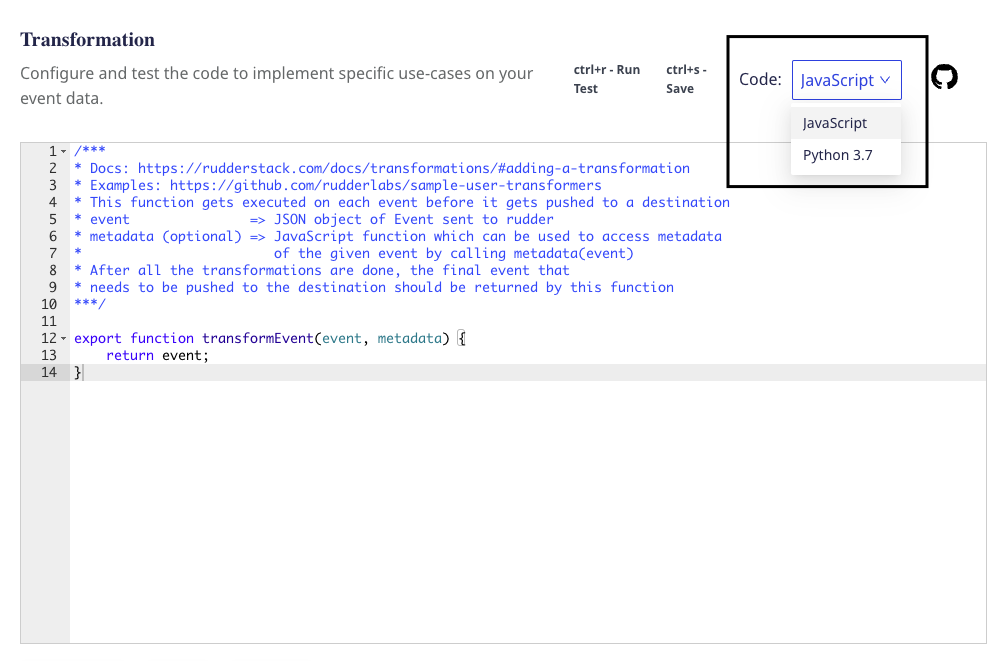 Transformation
Configure and test the code to implement specific use-cases on your
event data.
ctrl+r - Run
Test
ctrl+s -
Save
Code:
JavaScript
JavaScript
Python 3.7
1 /***
2 * Docs: https://rudderstack.com/docs/transformations/#adding-a-transformation
3 * Examples: https://github.com/rudderlabs/sample-user-transformers
4 * This function gets executed on each event before it gets pushed to a destination
5 * event               => JSON object of Event sent to rudder
6 * metadata (optional) => JavaScript function which can be used to access metadata
7 *                        of the given event by calling metadata(event)
8 * After all the transformations are done, the final event that
9 * needs to be pushed to the destination should be returned by this function
10 ***/
11
12 export function transformEvent(event, metadata) {
13     return event;
14 }